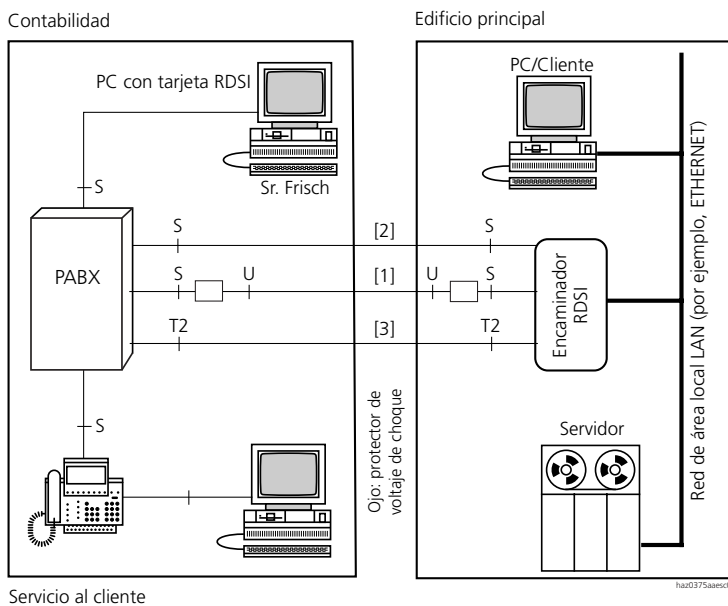 Contabilidad
Edificio principal
PC con tarjeta RDSI
Sr. Frisch
PC/Cliente
S
PABX
S
[2]
S
S
U
[1]
U
S
T2
[3]
T2
Encaminador
RDSI
Red de área local LAN (por ejemplo, ETHERNET)
S
Ojo: protector de
voltaje de choque
Servidor
Servicio al cliente
haz0375aaesc